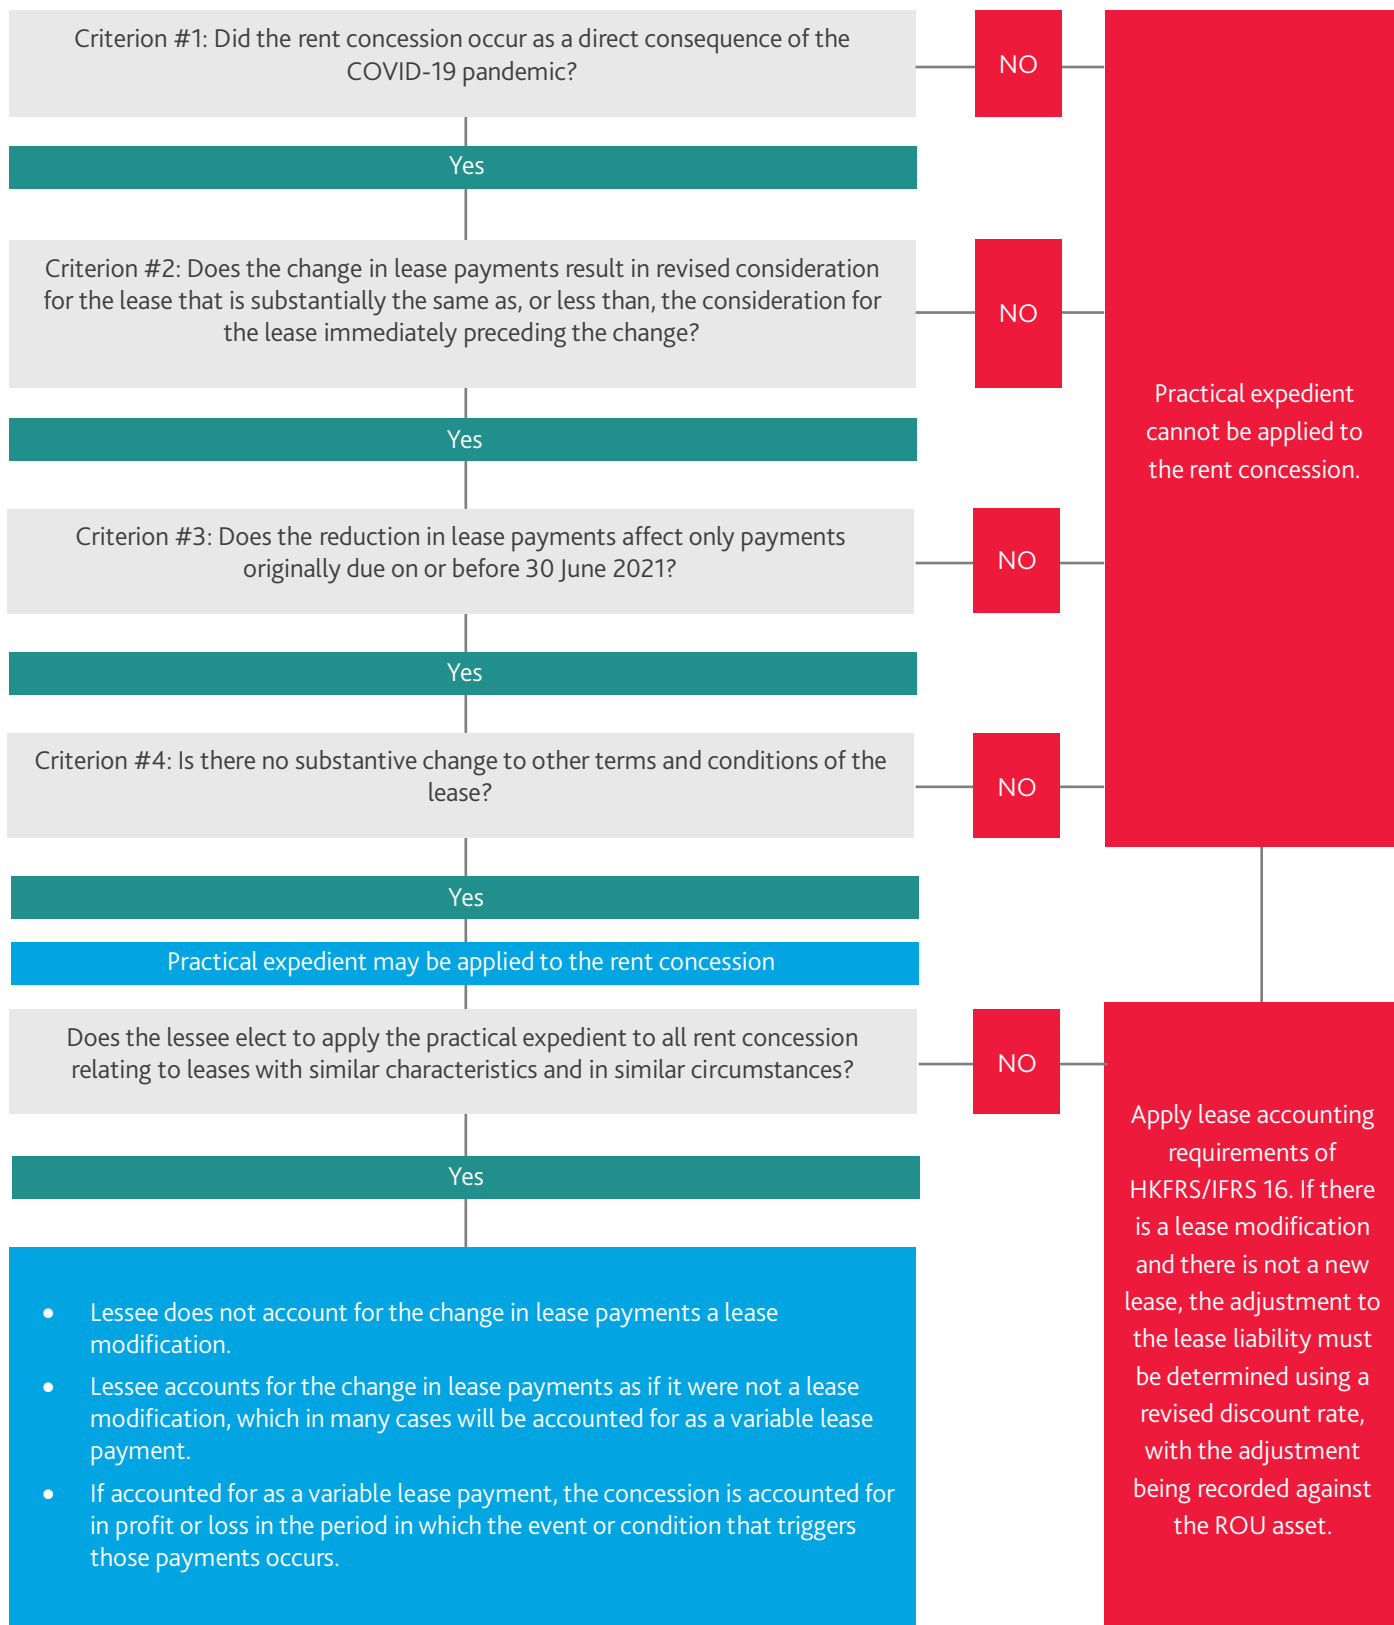 Criterion #1: Did the rent concession occur as a direct consequence of the
COVID-19 pandemic?
NO
Yes
Criterion #2: Does the change in lease payments result in revised consideration
for the lease that is substantially the same as, or less than, the consideration for
the lease immediately preceding the change?
NO
Practical expedient
cannot be applied to
the rent concession.
Yes
Criterion #3: Does the reduction in lease payments affect only payments
originally due on or before 30 June 2021?
NO
Yes
Criterion #4: Is there no substantive change to other terms and conditions of the
lease?
NO
Yes
Practical expedient may be applied to the rent concession
Does the lessee elect to apply the practical expedient to all rent concession
relating to leases with similar characteristics and in similar circumstances?
NO
Apply lease accounting
requirements of
HKFRS/IFRS 16. If there
is a lease modification
and there is not a new
lease, the adjustment to
the lease liability must
be determined using a
revised discount rate,
with the adjustment
being recorded against
the ROU asset.
Yes
• Lessee does not account for the change in lease payments a lease
modification.
• Lessee accounts for the change in lease payments as if it were not a lease
modification, which in many cases will be accounted for as a variable lease
payment.
• If accounted for as a variable lease payment, the concession is accounted for
in profit or loss in the period in which the event or condition that triggers
those payments occurs.